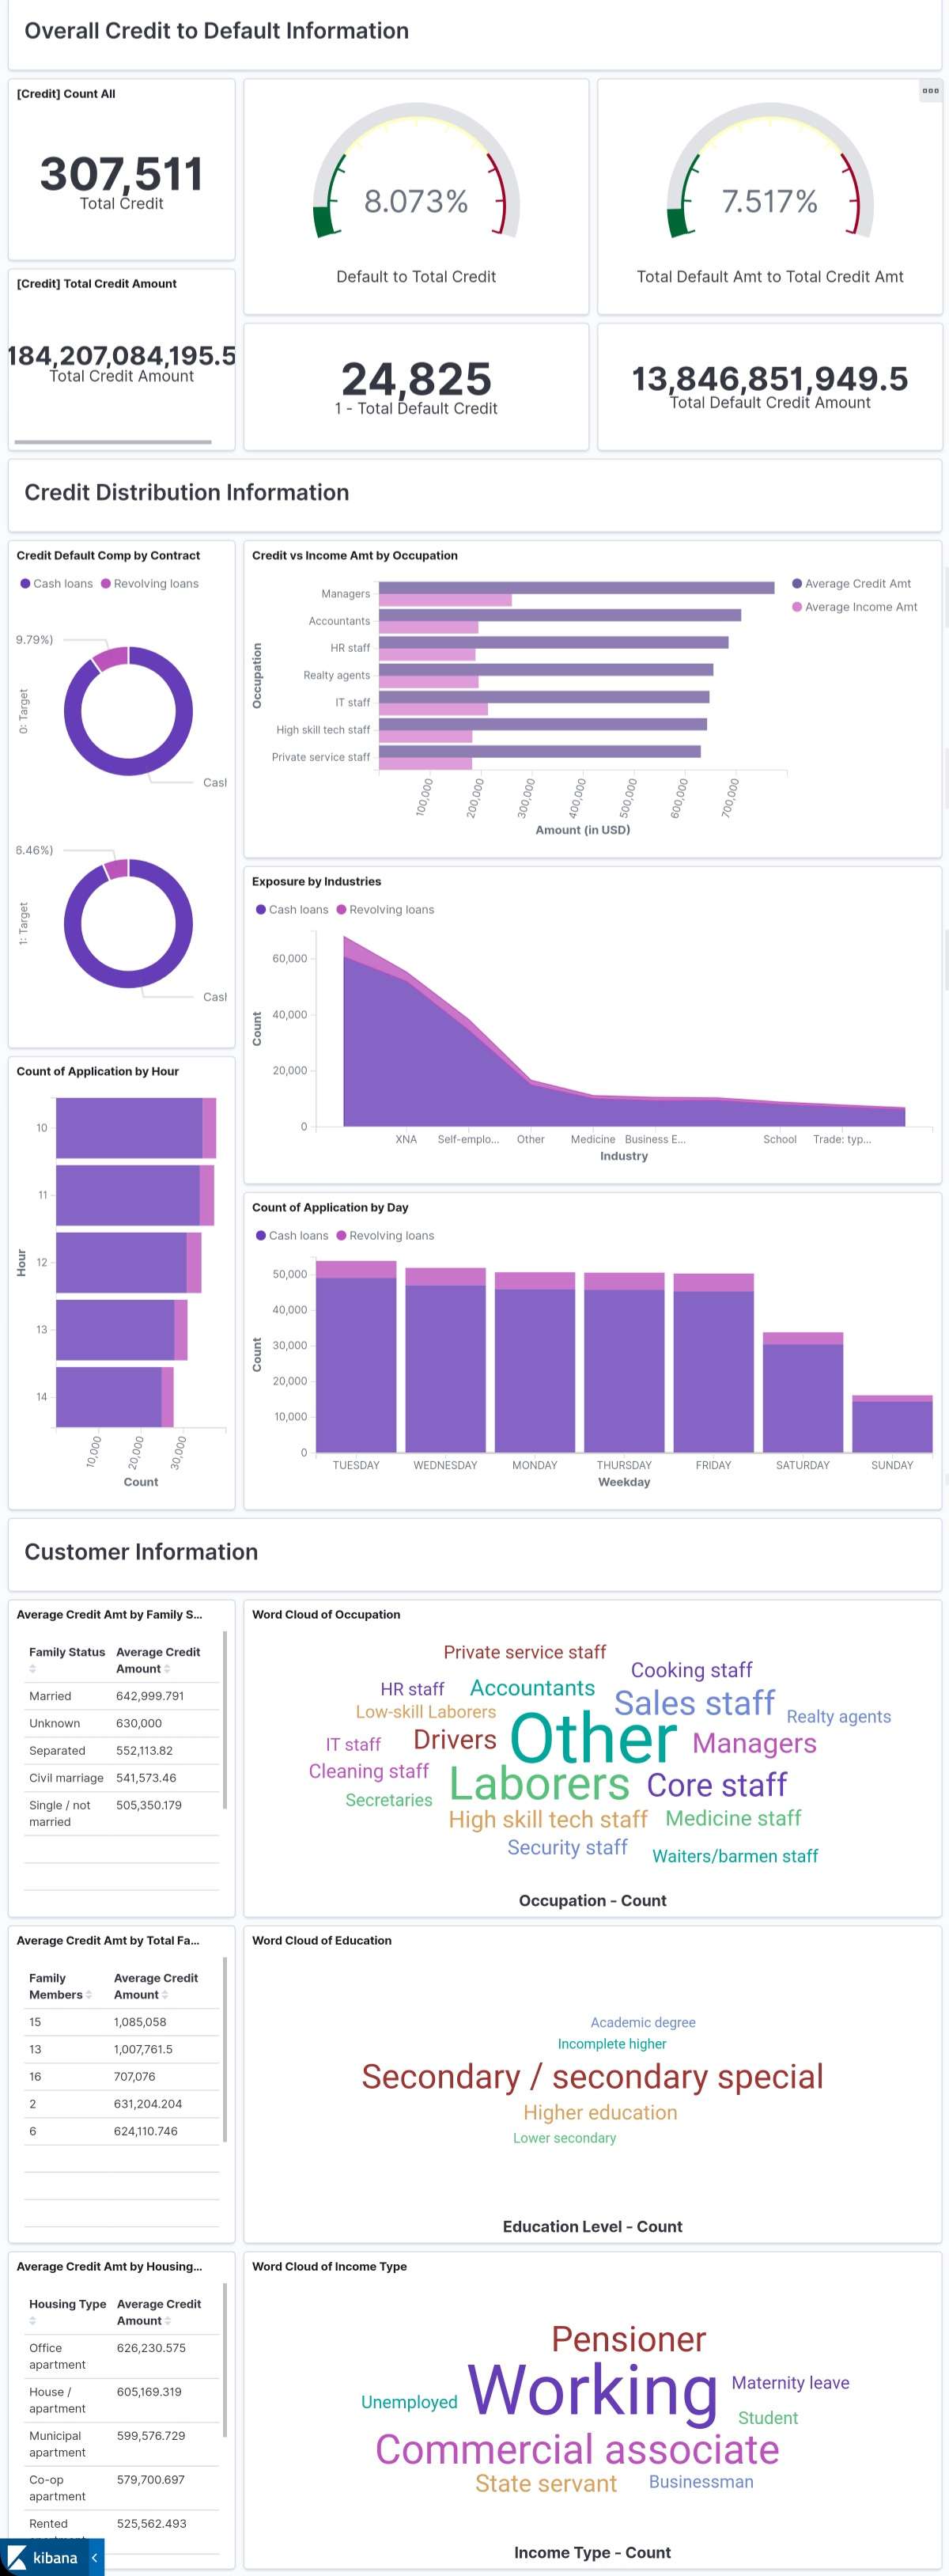 Overall Credit to Default Information
[Credit] Count All
307,511
Total Credit
8.073%
Default to Total Credit
7.517%
Total Default Amt to Total Credit Amt
[Credit] Total Credit Amount
184,207,084,195.5
Total Credit Amount
24,825
1 - Total Default Credit
13,846,851,949.5
Total Default Credit Amount
Credit Distribution Information
Credit Default Comp by Contract
Cash loans
Revolving loans
9.79%)
0: Target
Casl
6.46%)
1: Target
Casl
Credit vs Income Amt by Occupation
Average Credit Amt
Average Income Amt
Occupation
Managers
Accountants
HR staff
Realty agents
IT staff
High skill tech staff
Private service staff
100,000
200,000
300,000
400,000
500,000
600,000
700,000
Amount (in USD)
Exposure by Industries
Cash loans
Revolving loans
Count
60,000
40,000
20,000
0
XNA
Self-emplo...
Other
Medicine
Business E...
School
Trade: typ...
Industry
Count of Application by Hour
Hour
10
11
12
13
14
10,000
20,000
30,000
Count
Count of Application by Day
Cash loans
Revolving loans
Count
50,000
40,000
30,000
20,000
10,000
0
TUESDAY
WEDNESDAY
MONDAY
THURSDAY
FRIDAY
SATURDAY
SUNDAY
Weekday
Customer Information
Average Credit Amt by Family S...
Family Status
Average Credit
Amount
Married 642,999.791
Unknown 630,000
Separated 552,113.82
Civil marriage 541,573.46
Single / not 505,350.179
married
Word Cloud of Occupation
Private service staff
Cooking staff
HR staff
Accountants
Sales staff
Low-skill Laborers
Realty agents
IT staff
Drivers
Other
Managers
Cleaning staff
Laborers
Core staff
Secretaries
High skill tech staff
Medicine staff
Security staff
Waiters/barmen staff
Occupation - Count
Average Credit Amt by Total Fa...
Family
Members
Average Credit
Amount
15 1,085,058
13 1,007,761.5
16 707,076
2 631,204.204
6 624,110.746
Word Cloud of Education
Academic degree
Incomplete higher
Secondary / secondary special
Higher education
Lower secondary
Education Level - Count
Average Credit Amt by Housing...
Housing Type
Average Credit
Amount
Office 626,230.575
apartment
House / 605,169.319
apartment
Municipal 599,576.729
apartment
Co-op 579,700.697
apartment
Rented 525,562.493
Word Cloud of Income Type
Pensioner
Working
Maternity leave
Unemployed
Student
Commercial associate
State servant
Businessman
Income Type - Count
kibana